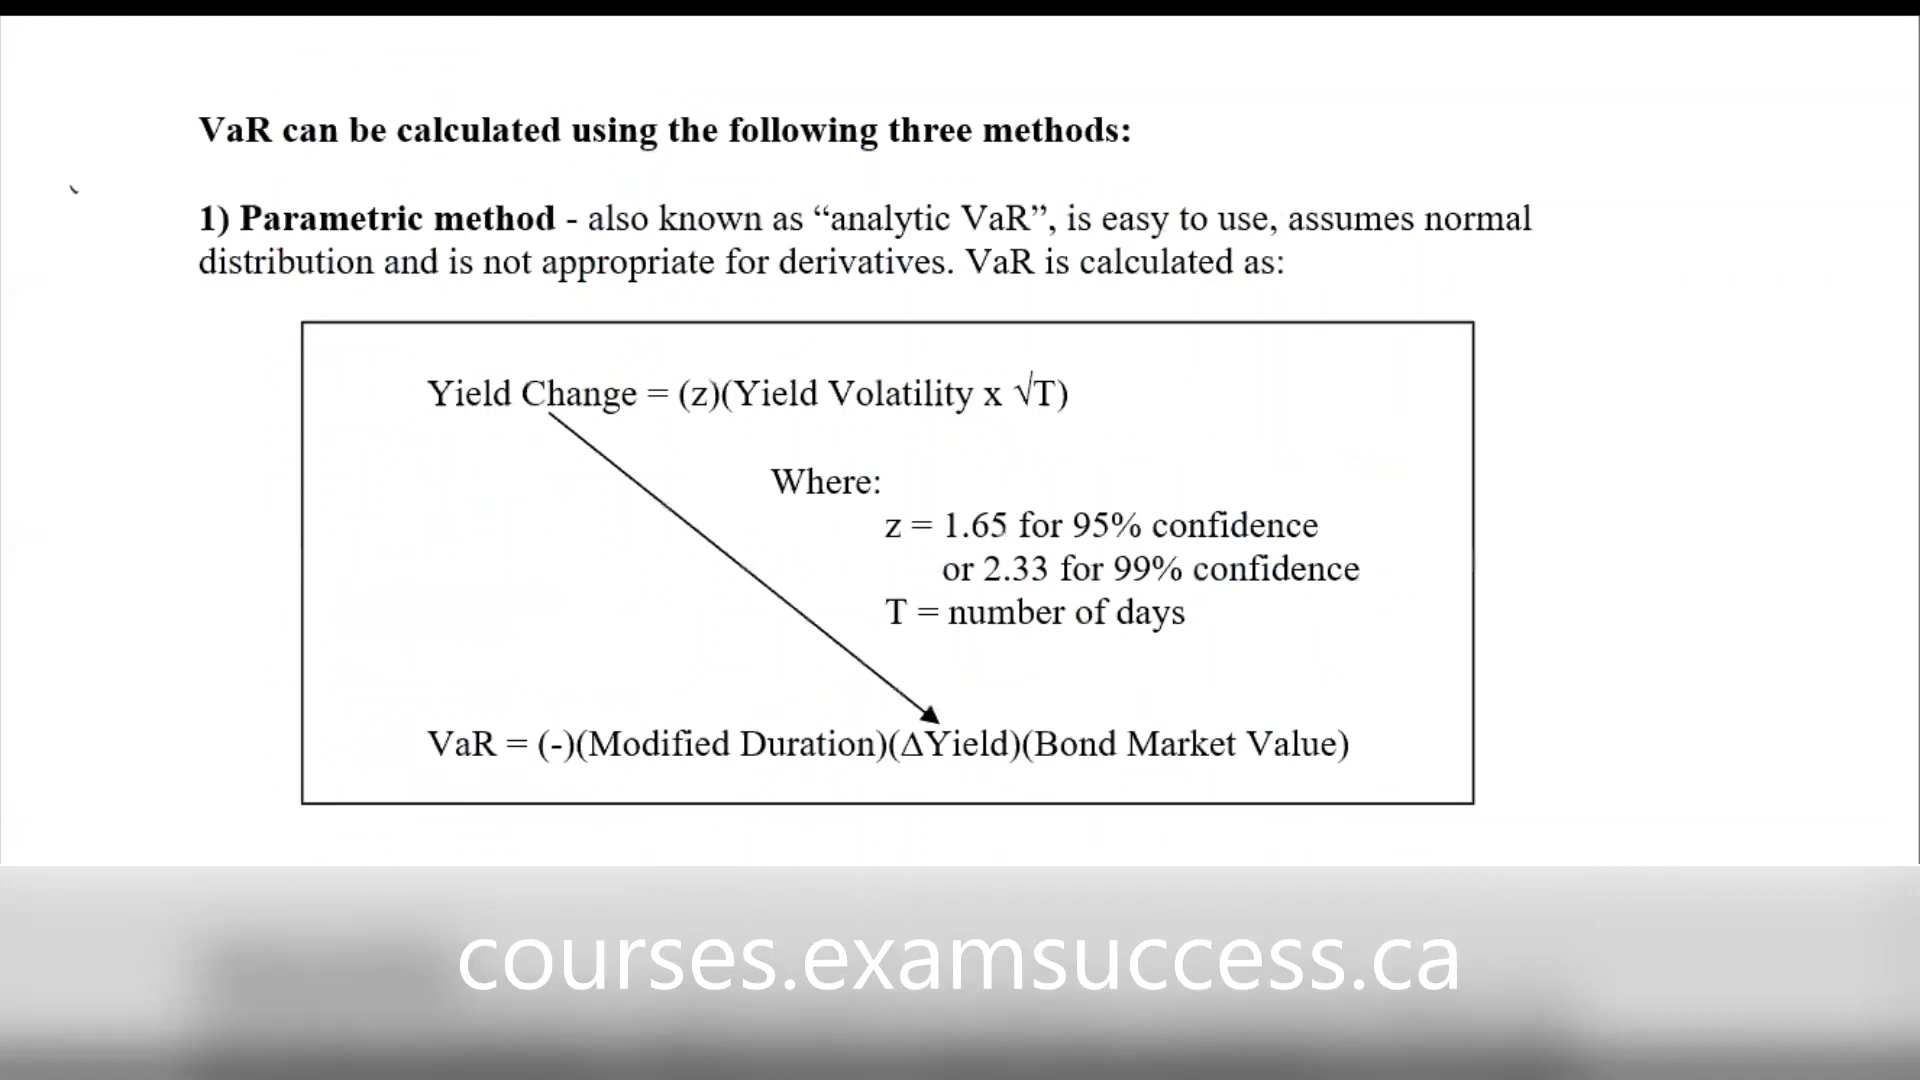 VaR can be calculated using the following three methods:
1) Parametric method - also known as “analytic VaR”, is easy to use, assumes normal
distribution and is not appropriate for derivatives. VaR is calculated as:
Yield Change = (z)(Yield Volatility x √T)
Where:
z = 1.65 for 95% confidence
or 2.33 for 99% confidence
T = number of days
VaR = (-)(Modified Duration)(ΔYield)(Bond Market Value)
courses.examsuccess.ca